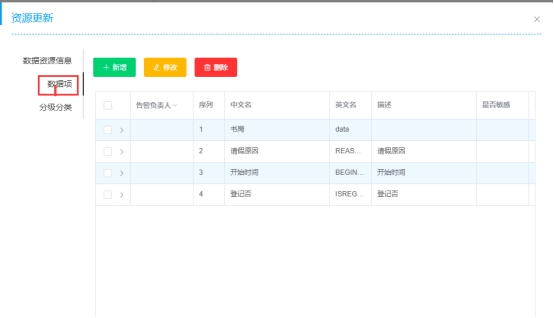 资源更新
数据资源信息
数据项
分级分类
+ 新增 修改 删除
告警负责人 序列 中文名 英文名 描述 是否敏感
1 书简 data
2 请假原因 REAS... 请假原因
3 开始时间 BEGIN... 开始时间
4 登记否 ISREG... 登记否